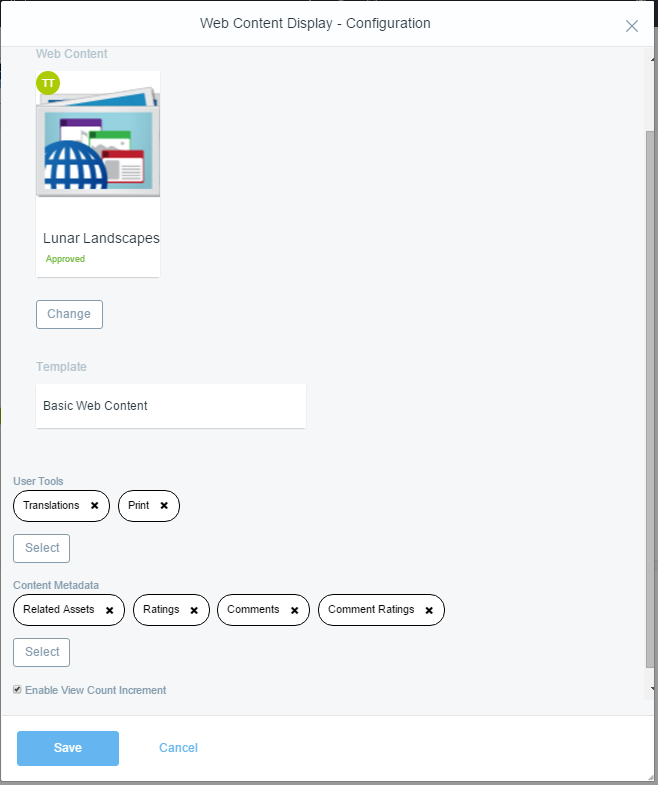 Web Content Display - Configuration
Web Content
TT
Lunar Landscapes
Approved
Change
Template
Basic Web Content
User Tools
Translations Print
Select
Content Metadata
Related Assets Ratings Comments Comment Ratings
Select
Enable View Count Increment
Save Cancel